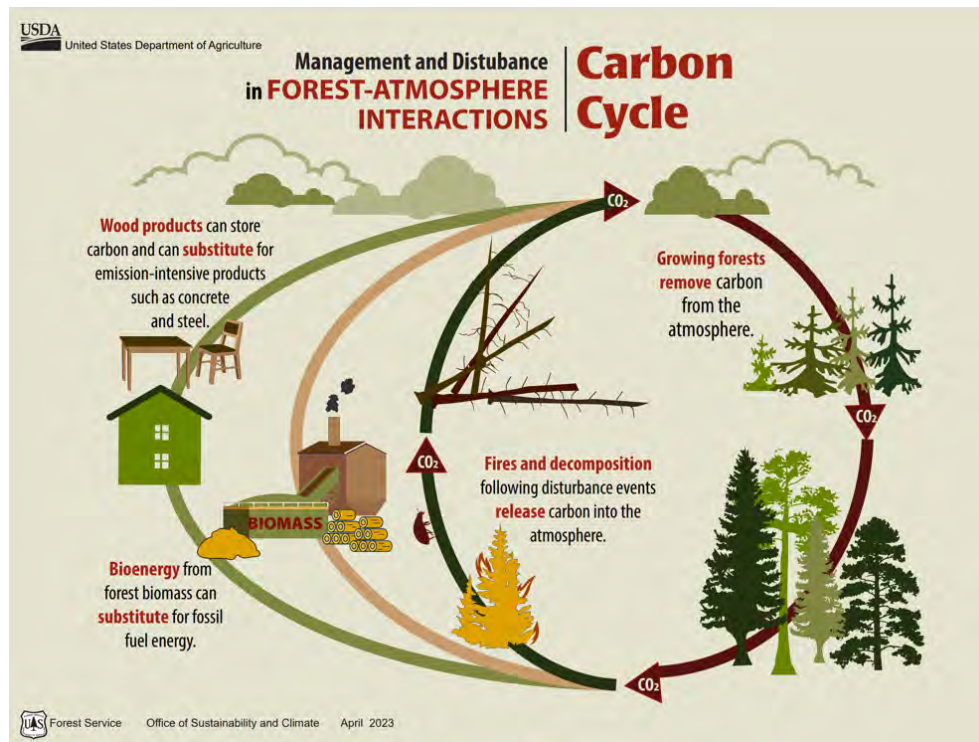 USDA
United States Department of Agriculture
Management and Distubance
in FOREST-ATMOSPHERE
INTERACTIONS
Carbon
Cycle
CO₂
Wood products can store
carbon and can substitute for
emission-intensive products
such as concrete
and steel.
Growing forests
remove carbon
from the
atmosphere.
CO₂
CO₂
Fires and decomposition
following disturbance events
release carbon into the
atmosphere.
BIOMASS
Bioenergy from
forest biomass can
substitute for fossil
fuel energy.
CO₂
UAS
Forest Service Office of Sustainability and Climate April 2023